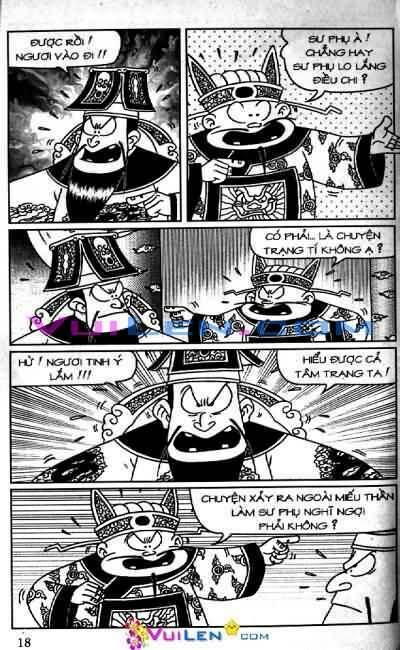 ĐƯỢC RỒI!
NGƯƠI VÀO ĐI!!
SƯ PHỤ À!
CHẲNG HAY
SƯ PHỤ LO LẮNG
ĐIỀU CHI?
CÓ PHẢI... LÀ CHUYỆN
TRẠNG TÍ KHÔNG Ạ?
VUILEN.COM
HỪ! NGƯƠI TINH Ý
LẮM!!!
HIỂU ĐƯỢC CẢ
TÂM TRẠNG TA!
CHUYỆN XẢY RA NGOÀI MIẾU THẦN
LÀM SƯ PHỤ NGHĨ NGỢI
PHẢI KHÔNG?
18
VUILEN.COM